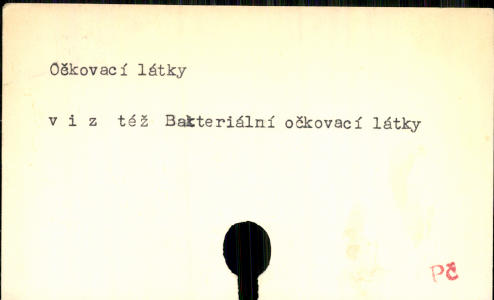 Očkovací látky
v i z též Bakteriální očkovací látky
PČ